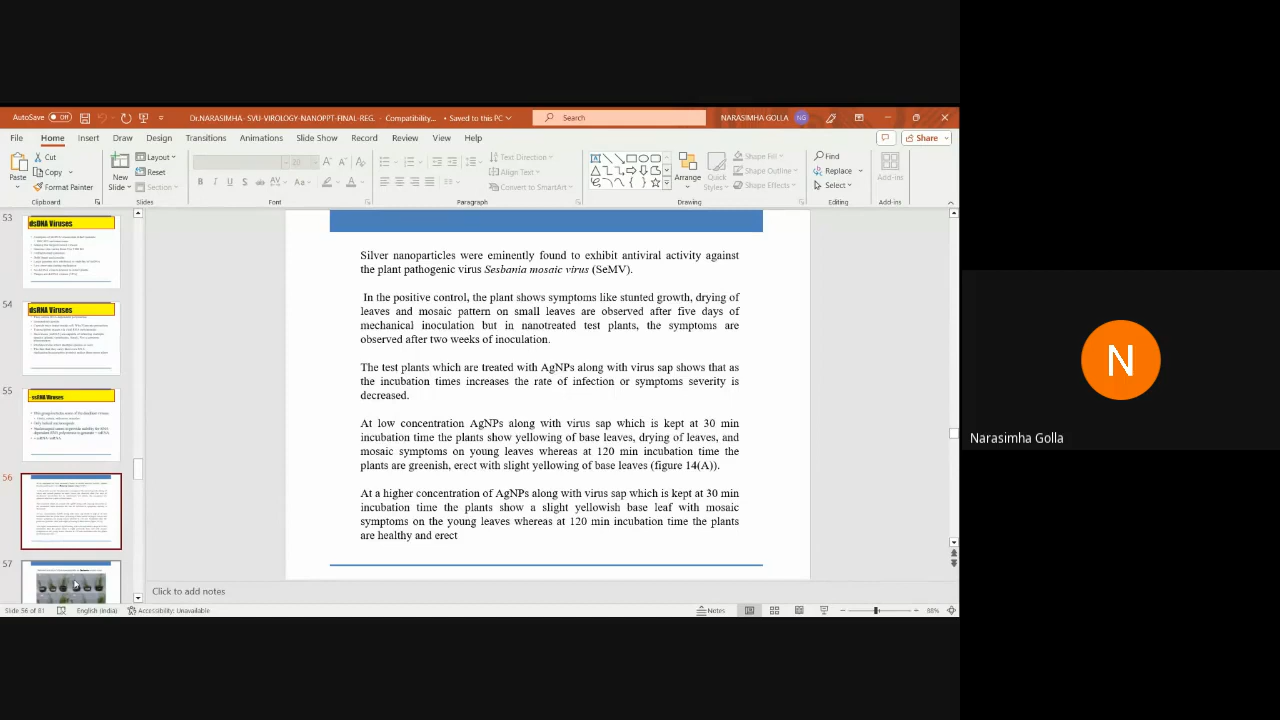 AutoSave Off
Dr.NARASIMHA- SVU-VIROLOGY-NANOPPT-FINAL-REG. - Compatibility... • Saved to this PC
Search
NARASIMHA GOLLA NG
File Home Insert Draw Design Transitions Animations Slide Show Record Review View Help
Share
Paste
Cut
Copy
Format Painter
Clipboard
New Slide
Layout
Reset
Section
Slides
20
Font
Text Direction
Align Text
Convert to SmartArt
Paragraph
Arrange
Quick Styles
Shape Fill
Shape Outline
Shape Effects
Drawing
Find
Replace
Select
Editing
Add-ins
Add-ins
53
dsDNA Viruses
54
dsRNA Viruses
55
ssRNA Viruses
56
57
Silver nanoparticles were recently found to exhibit antiviral activity against
the plant pathogenic virus Sesbania mosaic virus (SeMV).
In the positive control, the plant shows symptoms like stunted growth, drying of
leaves and mosaic pattern on small leaves are observed after five days of
mechanical inoculation but in nanotreated test plants, the symptoms are
observed after two weeks of inoculation.
The test plants which are treated with AgNPs along with virus sap shows that as
the incubation times increases the rate of infection or symptoms severity is
decreased.
low concentration AgNPs along with virus sap which is kept at 30 min
incubation time the plants show yellowing of base leaves, drying of leaves, and
mosaic symptoms on young leaves whereas at 120 min incubation time the
plants are greenish, erect with slight yellowing of base leaves (figure 14(A)).
at a higher concentration AgNPs along with virus sap which is kept at 30 min
incubation time the plants show slight yellowish base leaf with mosaic
symptoms on the young leaves whereas at 120 min incubation time the plants
are healthy and erect
Click to add notes
Slide 56 of 81
English (India)
Accessibility: Unavailable
Notes
88%
N
Narasimha Golla